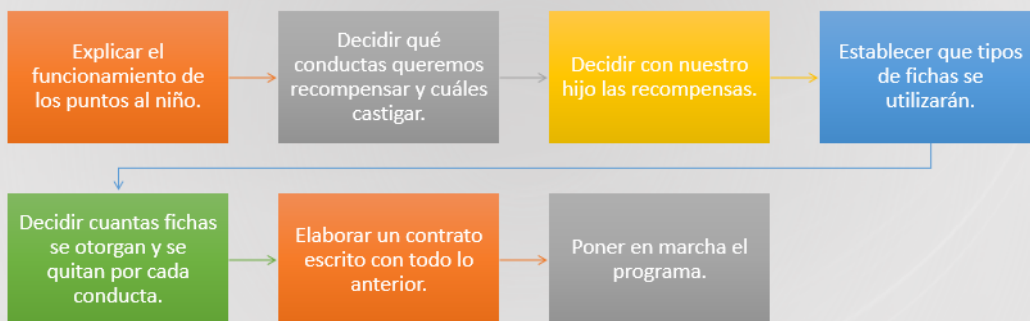 Explicar el
funcionamiento de
los puntos al niño.
Decidir qué
conductas queremos
recompensar y cuáles
castigar.
Decidir con nuestro
hijo las recompensas.
Establecer que tipos
de fichas se
utilizarán.
Decidir cuantas fichas
se otorgan y se
quitan por cada
conducta.
Elaborar un contrato
escrito con todo lo
anterior.
Poner en marcha el
programa.